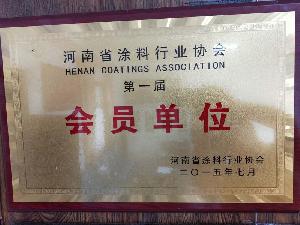 河南省涂料行业协会
HENAN COATINGS ASSOCIATION
第一届
会员单位
河南省涂料行业协会
二〇一五年七月